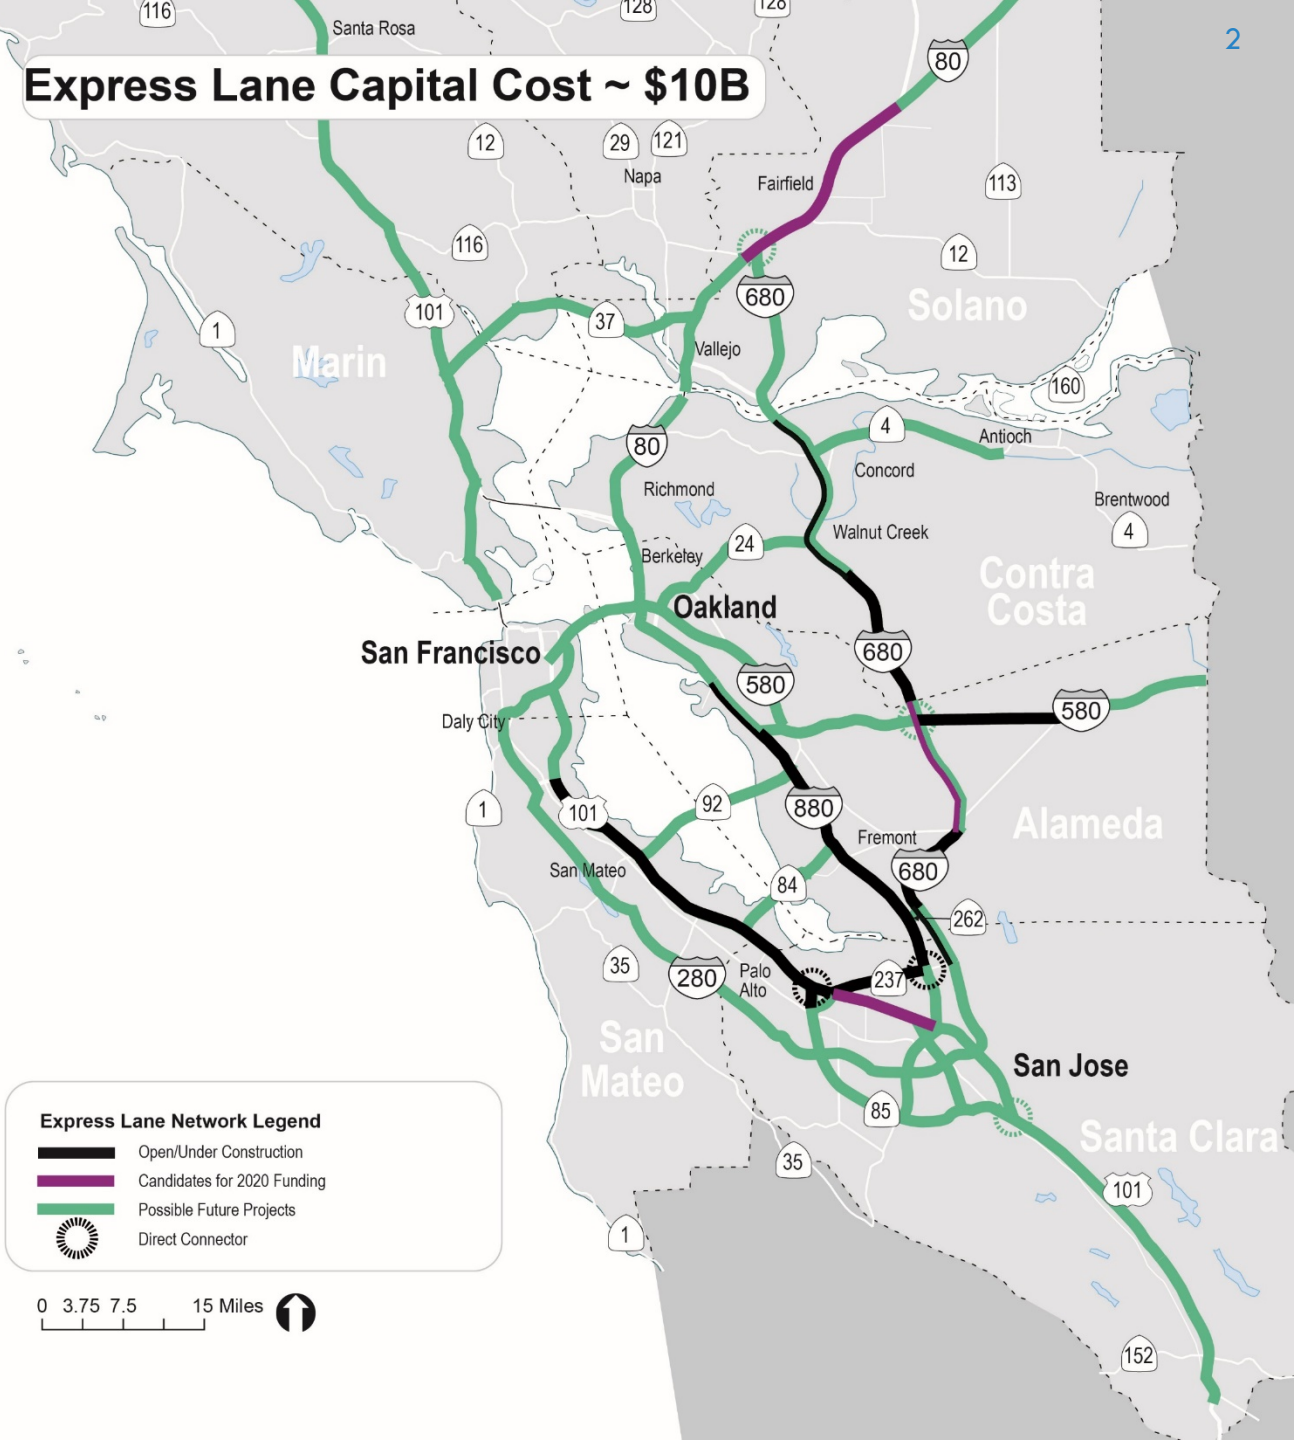 116
128
128
Santa Rosa
2
80
Express Lane Capital Cost ~ $10B
12
29
121
Napa
Fairfield
113
116
12
680
Solano
101
37
1
Vallejo
Marin
160
4
Antioch
80
Concord
Richmond
Brentwood
4
Walnut Creek
24
Berkeley
Contra
Costa
Oakland
San Francisco
680
580
580
Daly City
1
101
92
880
Fremont
Alameda
San Mateo
680
84
262
35
280
Palo
Alto
237
San
Mateo
San Jose
85
Santa Clara
35
101
1
152
Express Lane Network Legend
Open/Under Construction
Candidates for 2020 Funding
Possible Future Projects
Direct Connector
0 3.75 7.5 15 Miles